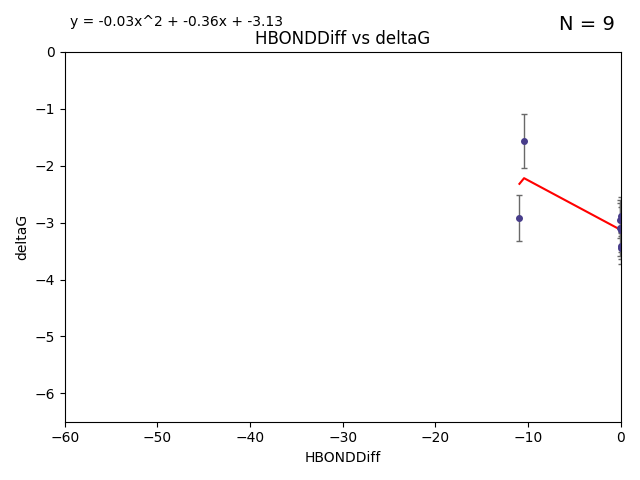 y = -0.03x^2 + -0.36x + -3.13
N = 9
HBONDDiff vs deltaG
0
−1
−2
−3
−4
−5
−6
deltaG
−60 −50 −40 −30 −20 −10 0
HBONDDiff